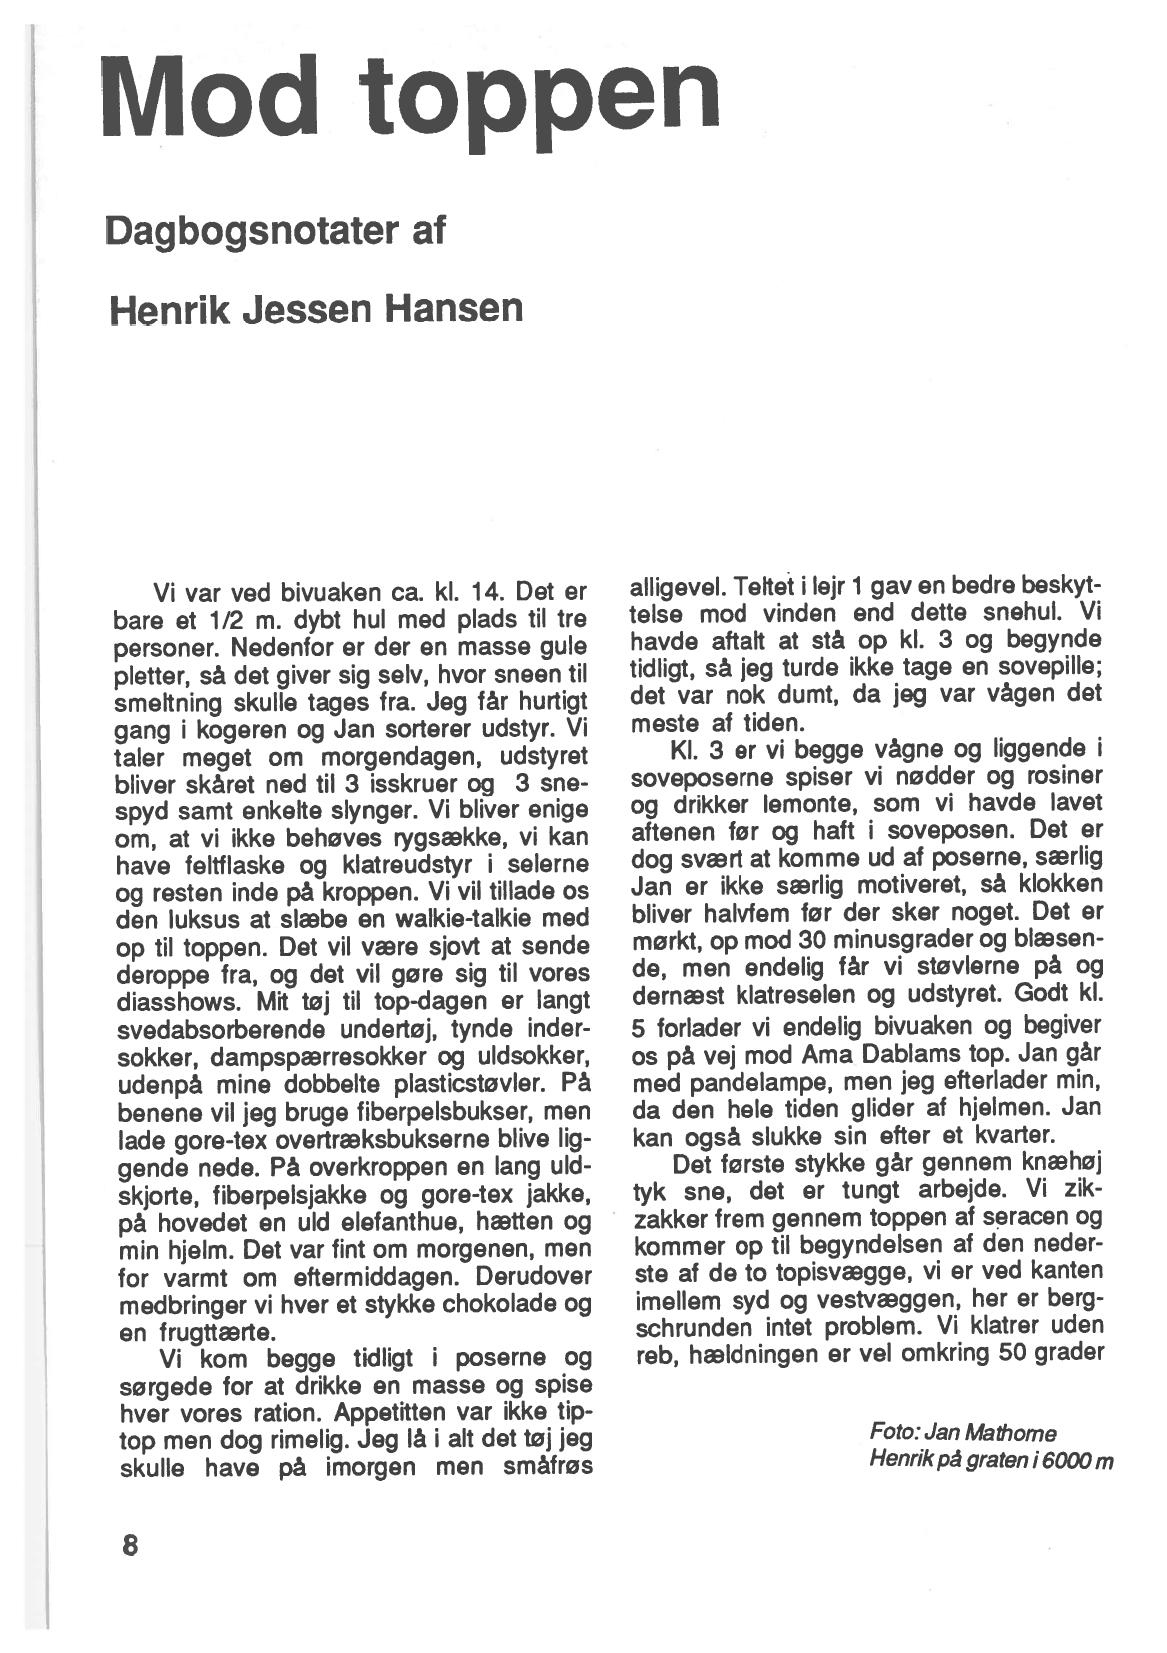 Mod toppen
Dagbogsnotater af
Henrik Jessen Hansen
Vi var ved bivuaken ca. kl. 14. Det er
bare et 1/2 m. dybt hul med plads til tre
personer. Nedenfor er der en masse gule
pletter, så det giver sig selv, hvor sneen til
smeltning skulle tages fra. Jeg får hurtigt
gang i kogeren og Jan sorterer udstyr. Vi
taler meget om morgendagen, udstyret
bliver skåret ned til 3 isskruer og 3 sne-
spyd samt enkelte slynger. Vi bliver enige
om, at vi ikke behøves rygsække, vi kan
have feltflaske og klatreudstyr i selerne
og resten inde på kroppen. Vi vil tillade os
den luksus at slæbe en walkie-talkie med
op til toppen. Det vil være sjovt at sende
deroppe fra, og det vil gøre sig til vores
diasshows. Mit tøj til top-dagen er langt
svedabsorberende undertøj, tynde inder-
sokker, dampspærresokker og uldsokker,
udenpå mine dobbelte plasticstøvler. På
benene vil jeg bruge fiberpelsbukser, men
lade gore-tex overtræksbukserne blive lig-
gende nede. På overkroppen en lang uld-
skjorte, fiberpelsjakke og gore-tex jakke,
på hovedet en uld elefanthue, hætten og
min hjelm. Det var fint om morgenen, men
for varmt om eftermiddagen. Derudover
medbringer vi hver et stykke chokolade og
en frugttærte.
Vi kom begge tidligt i poserne og
sørgede for at drikke en masse og spise
hver vores ration. Appetitten var ikke tip-
top men dog rimelig. Jeg lå i alt det tøj jeg
skulle have på imorgen men småfrøs
alligevel. Teltet i lejr 1 gav en bedre beskyt-
telse mod vinden end dette snehul. Vi
havde aftalt at stå op kl. 3 og begynde
tidligt, så jeg turde ikke tage en sovepille;
det var nok dumt, da jeg var vågen det
meste af tiden.
Kl. 3 er vi begge vågne og liggende i
soveposerne spiser vi nødder og rosiner
og drikker lemonte, som vi havde lavet
aftenen før og haft i soveposen. Det er
dog svært at komme ud af poserne, særlig
Jan er ikke særlig motiveret, så klokken
bliver halvfem før der sker noget. Det er
mørkt, op mod 30 minusgrader og blæsen-
de, men endelig får vi støvlerne på og
dernæst klatreselen og udstyret. Godt kl.
5 forlader vi endelig bivuaken og begiver
os på vej mod Ama Dablams top. Jan går
med pandelampe, men jeg efterlader min,
da den hele tiden glider af hjelmen. Jan
kan også slukke sin efter et kvarter.
Det første stykke går gennem knæhøj
tyk sne, det er tungt arbejde. Vi zik-
zakker frem gennem toppen af seracen og
kommer op til begyndelsen af den neder-
ste af de to topisvægge, vi er ved kanten
imellem syd og vestvæggen, her er berg-
schrunden intet problem. Vi klatrer uden
reb, hældningen er vel omkring 50 grader
Foto: Jan Mathorne
Henrik på graten i 6000 m
8